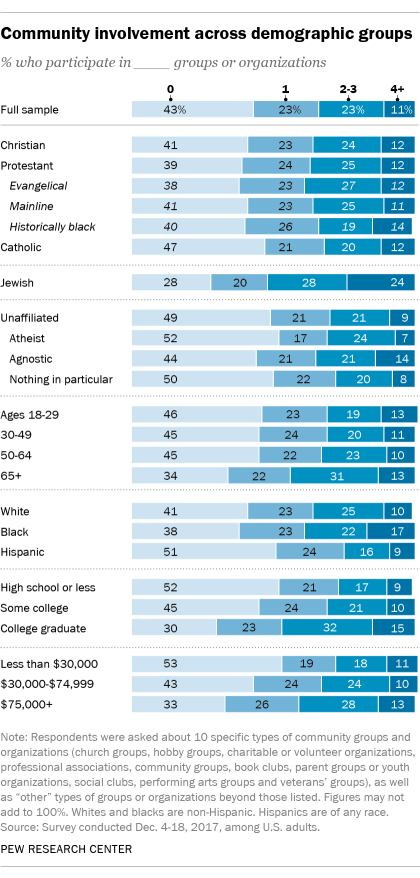 Community involvement across demographic groups
% who participate in ____ groups or organizations
0 1 2-3 4+
Full sample 43% 23% 23% 11%
Christian 41 23 24 12
Protestant 39 24 25 12
Evangelical 38 23 27 12
Mainline 41 23 25 11
Historically black 40 26 19 14
Catholic 47 21 20 12
Jewish 28 20 28 24
Unaffiliated 49 21 21 9
Atheist 52 17 24 7
Agnostic 44 21 21 14
Nothing in particular 50 22 20 8
Ages 18-29 46 23 19 13
30-49 45 24 20 11
50-64 45 22 23 10
65+ 34 22 31 13
White 41 23 25 10
Black 38 23 22 17
Hispanic 51 24 16 9
High school or less 52 21 17 9
Some college 45 24 21 10
College graduate 30 23 32 15
Less than $30,000 53 19 18 11
$30,000-$74,999 43 24 24 10
$75,000+ 33 26 28 13
Note: Respondents were asked about 10 specific types of community groups and
organizations (church groups, hobby groups, charitable or volunteer organizations,
professional associations, community groups, book clubs, parent groups or youth
organizations, social clubs, performing arts groups and veterans' groups), as well
as "other" types of groups or organizations beyond those listed. Figures may not
add to 100%. Whites and blacks are non-Hispanic. Hispanics are of any race.
Source: Survey conducted Dec. 4-18, 2017, among U.S. adults.
PEW RESEARCH CENTER